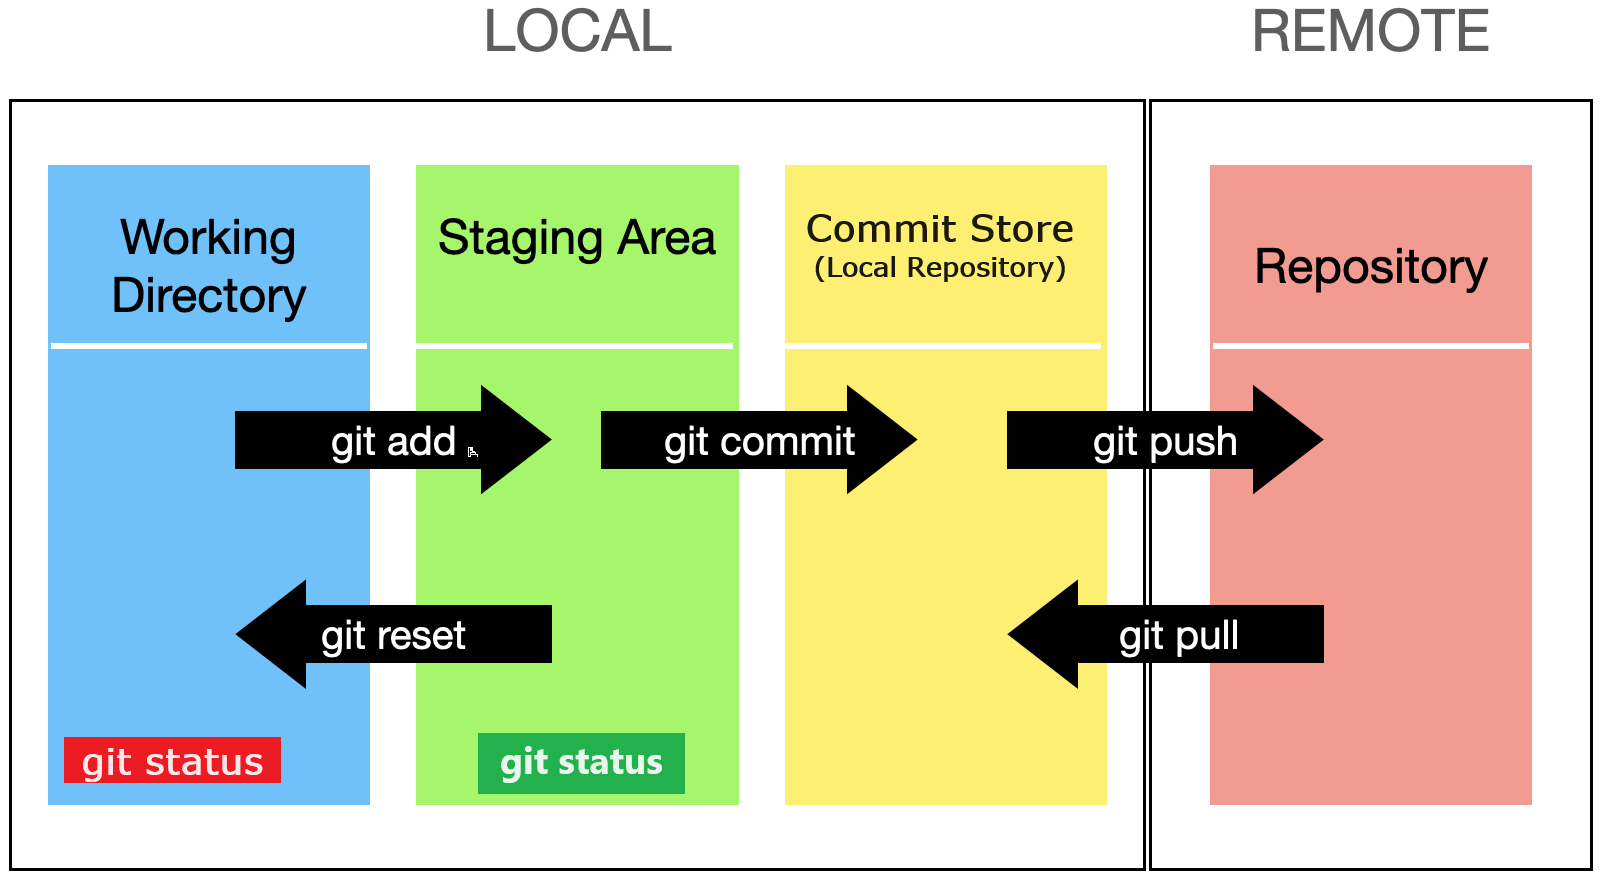 LOCAL
REMOTE
Working
Directory
Staging Area
Commit Store
(Local Repository)
Repository
git add
git commit
git push
git reset
git pull
git status
git status